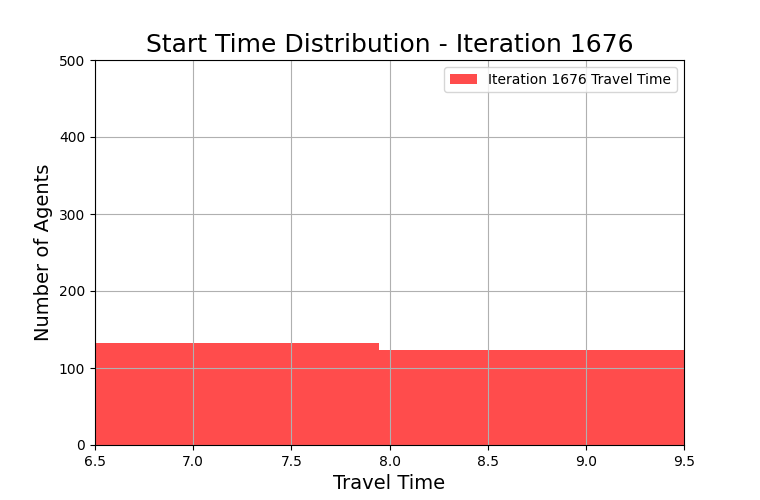 Start Time Distribution - Iteration 1676
Iteration 1676 Travel Time
Number of Agents
500
400
300
200
100
0
6.5 7.0 7.5 8.0 8.5 9.0 9.5
Travel Time